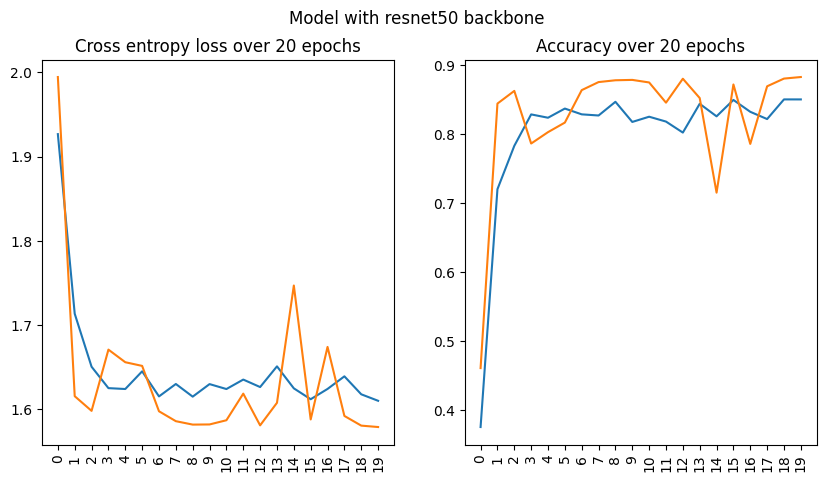 Model with resnet50 backbone
Cross entropy loss over 20 epochs
2.0
1.9
1.8
1.7
1.6
0 1 2 3 4 5 6 7 8 9 10 11 12 13 14 15 16 17 18 19
Accuracy over 20 epochs
0.9
0.8
0.7
0.6
0.5
0.4
0 1 2 3 4 5 6 7 8 9 10 11 12 13 14 15 16 17 18 19